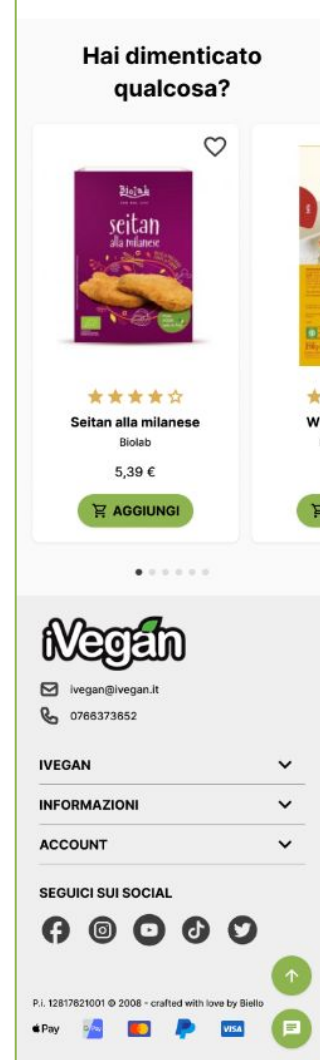 Hai dimenticato
qualcosa?
Biolab
seitan
alla milanese
Seitan alla milanese
Biolab
5,39 €
AGGIUNGI
W
iVegan
ivegan@ivegan.it
0766373652
IVEGAN
INFORMAZIONI
ACCOUNT
SEGUICI SUI SOCIAL
P.i. 12817621001 © 2008 - crafted with love by Biello
Pay
VISA